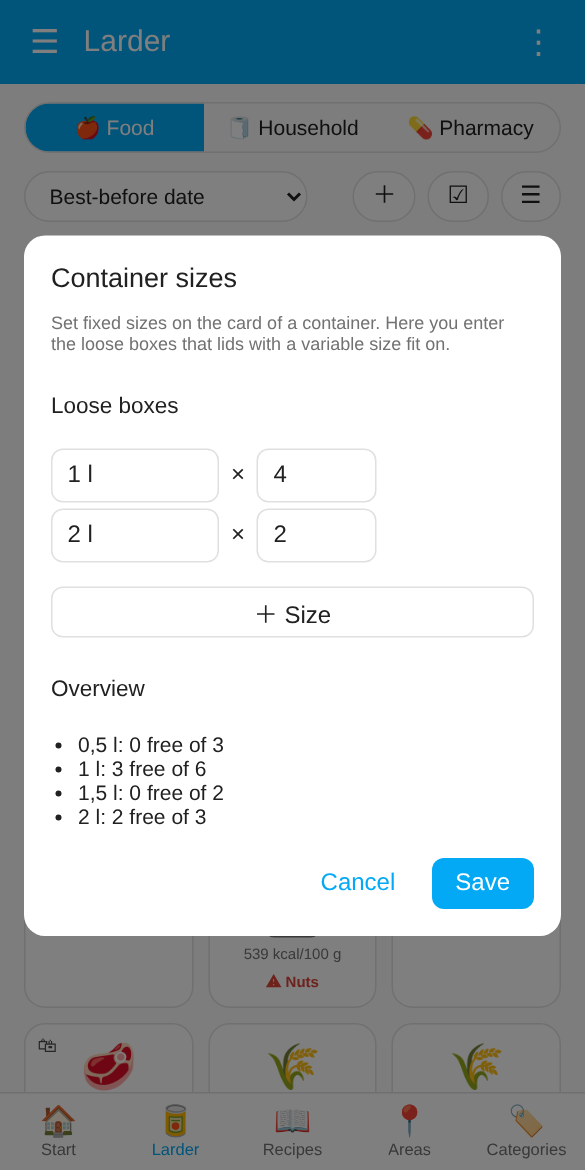 ☰ Larder ⋮
🍎 Food 🧻 Household 💊 Pharmacy
Best-before date + ☑ ☰
Container sizes
Set fixed sizes on the card of a container. Here you enter
the loose boxes that lids with a variable size fit on.
Loose boxes
1 l × 4
2 l × 2
+ Size
Overview
• 0,5 l: 0 free of 3
• 1 l: 3 free of 6
• 1,5 l: 0 free of 2
• 2 l: 2 free of 3
Cancel Save
539 kcal/100 g
⚠ Nuts
Start Larder Recipes Areas Categories